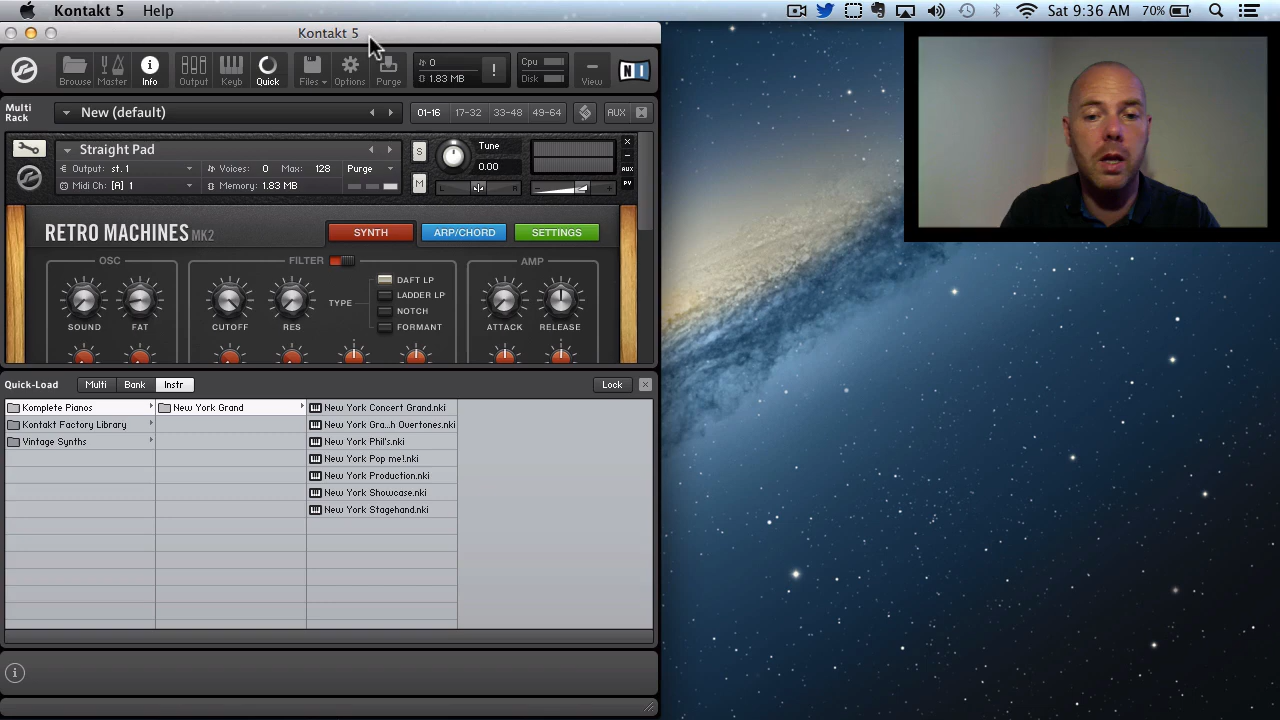 Kontakt 5 Help Sat 9:36 AM 70%
Kontakt 5
Browse Master Info Output Keyb Quick Files Options Purge 0 1.83 MB ! Cpu Disk View NI
Multi Rack New (default) 01-16 17-32 33-48 49-64 AUX
Straight Pad S Tune 0.00 AUX PV
Output: st. 1 Voices: 0 Max: 128 Purge
Midi Ch: [A] 1 Memory: 1.83 MB M L R - +
RETRO MACHINES MK2 SYNTH ARP/CHORD SETTINGS
OSC FILTER AMP
DAFT LP
LADDER LP
TYPE
NOTCH
SOUND FAT CUTOFF RES FORMANT ATTACK RELEASE
Quick-Load Multi Bank Instr Lock
Komplete Pianos New York Grand New York Concert Grand.nki
Kontakt Factory Library New York Gra...h Overtones.nki
Vintage Synths New York Phil's.nki
New York Pop me!.nki
New York Production.nki
New York Showcase.nki
New York Stagehand.nki